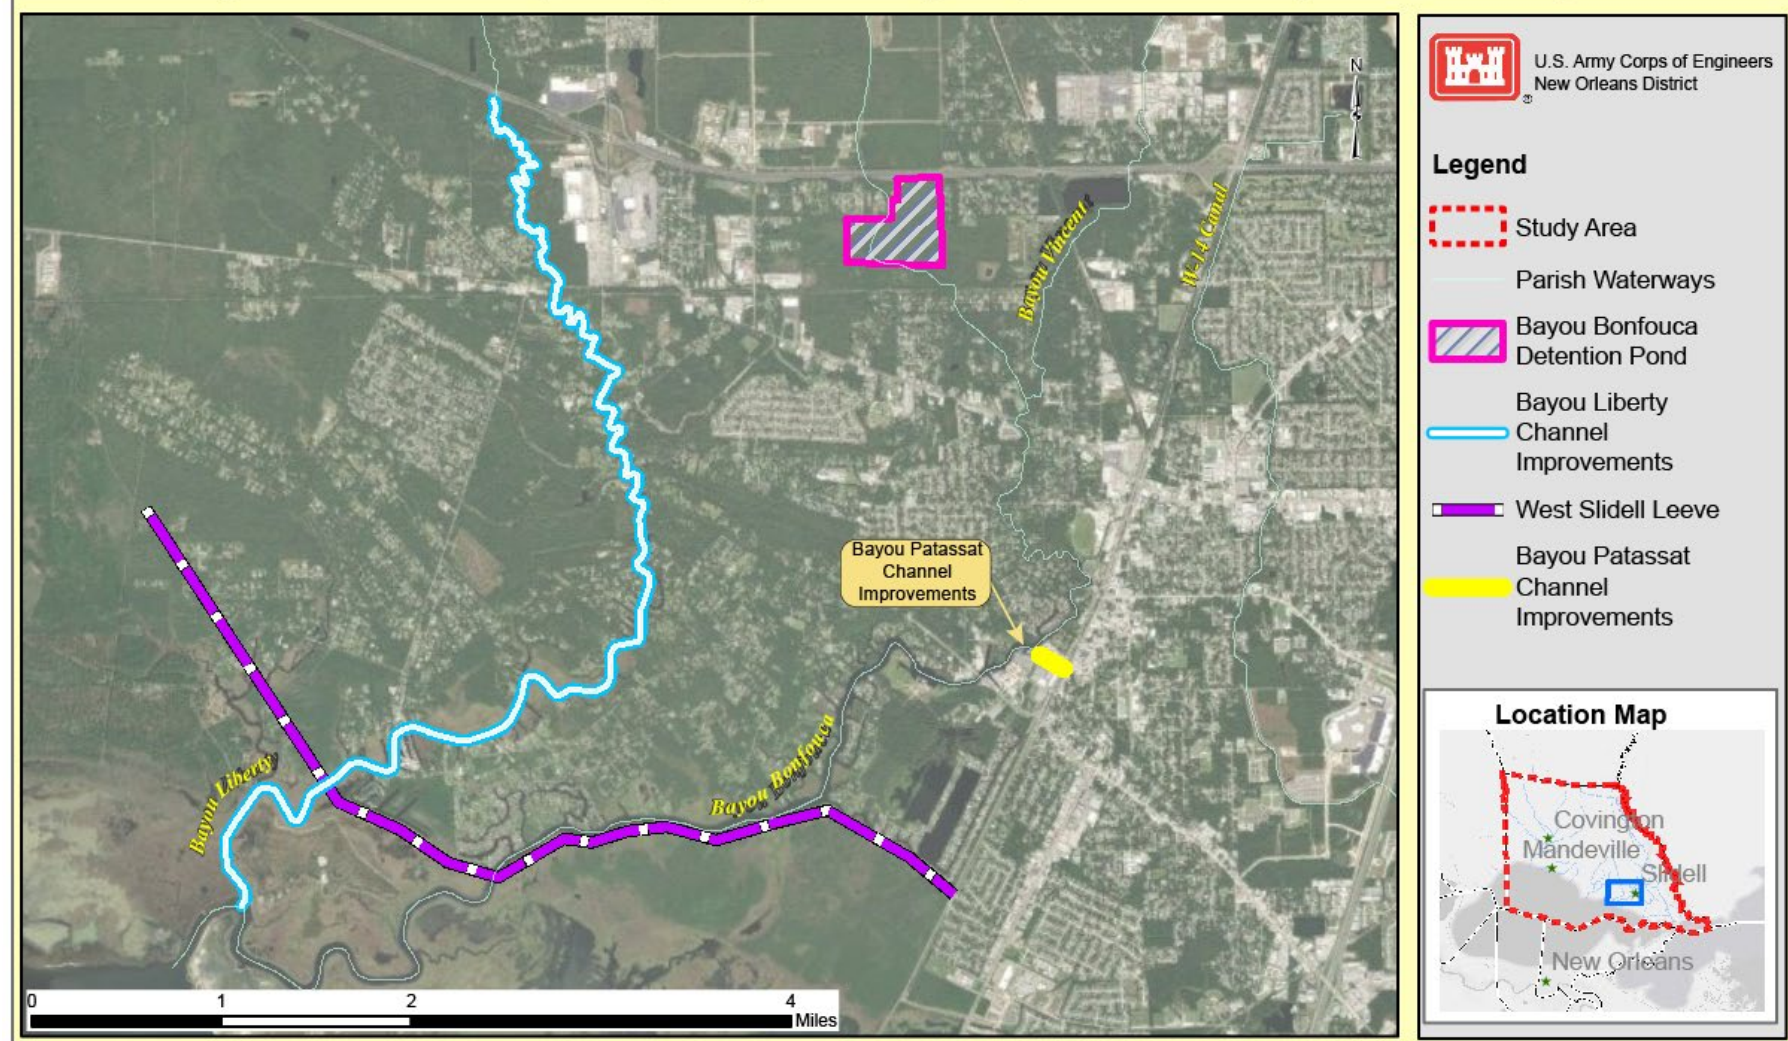 N
Bayou Vincent
W-14 Canal
Bayou Patassat
Channel
Improvements
Bayou Liberty
Bayou Bonfouca
0 1 2 4
Miles
U.S. Army Corps of Engineers
New Orleans District
®
Legend
Study Area
Parish Waterways
Bayou Bonfouca
Detention Pond
Bayou Liberty
Channel
Improvements
West Slidell Leeve
Bayou Patassat
Channel
Improvements
Location Map
Covington
Mandeville
Slidell
New Orleans